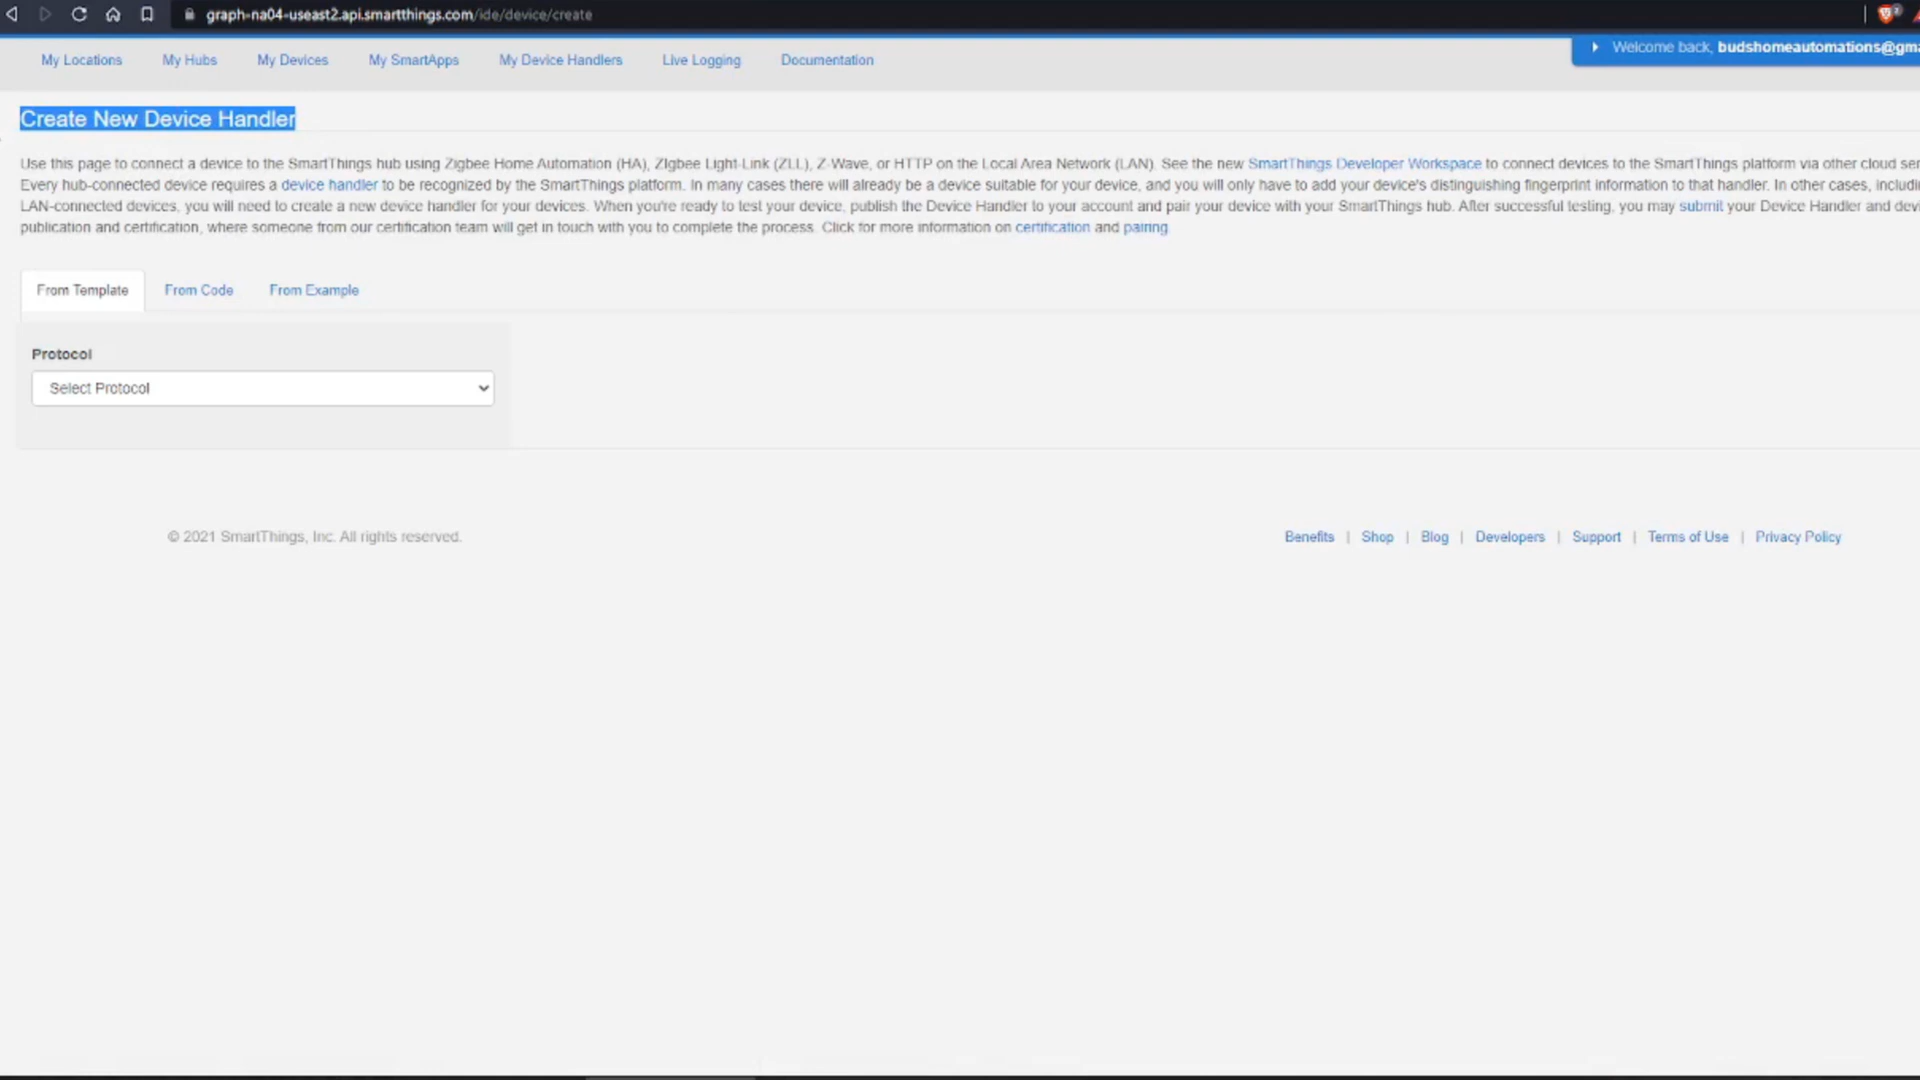 graph-na04-useast2.api.smartthings.com/ide/device/create
2
My Locations My Hubs My Devices My SmartApps My Device Handlers Live Logging Documentation
Welcome back, budshomeautomations@gma
Create New Device Handler
Use this page to connect a device to the SmartThings hub using Zigbee Home Automation (HA), ZIgbee Light-Link (ZLL), Z-Wave, or HTTP on the Local Area Network (LAN). See the new SmartThings Developer Workspace to connect devices to the SmartThings platform via other cloud ser
Every hub-connected device requires a device handler to be recognized by the SmartThings platform. In many cases there will already be a device suitable for your device, and you will only have to add your device's distinguishing fingerprint information to that handler. In other cases, includin
LAN-connected devices, you will need to create a new device handler for your devices. When you're ready to test your device, publish the Device Handler to your account and pair your device with your SmartThings hub. After successful testing, you may submit your Device Handler and devi
publication and certification, where someone from our certification team will get in touch with you to complete the process. Click for more information on certification and pairing
From Template From Code From Example
Protocol
Select Protocol
© 2021 SmartThings, Inc. All rights reserved.
Benefits | Shop | Blog | Developers | Support | Terms of Use | Privacy Policy